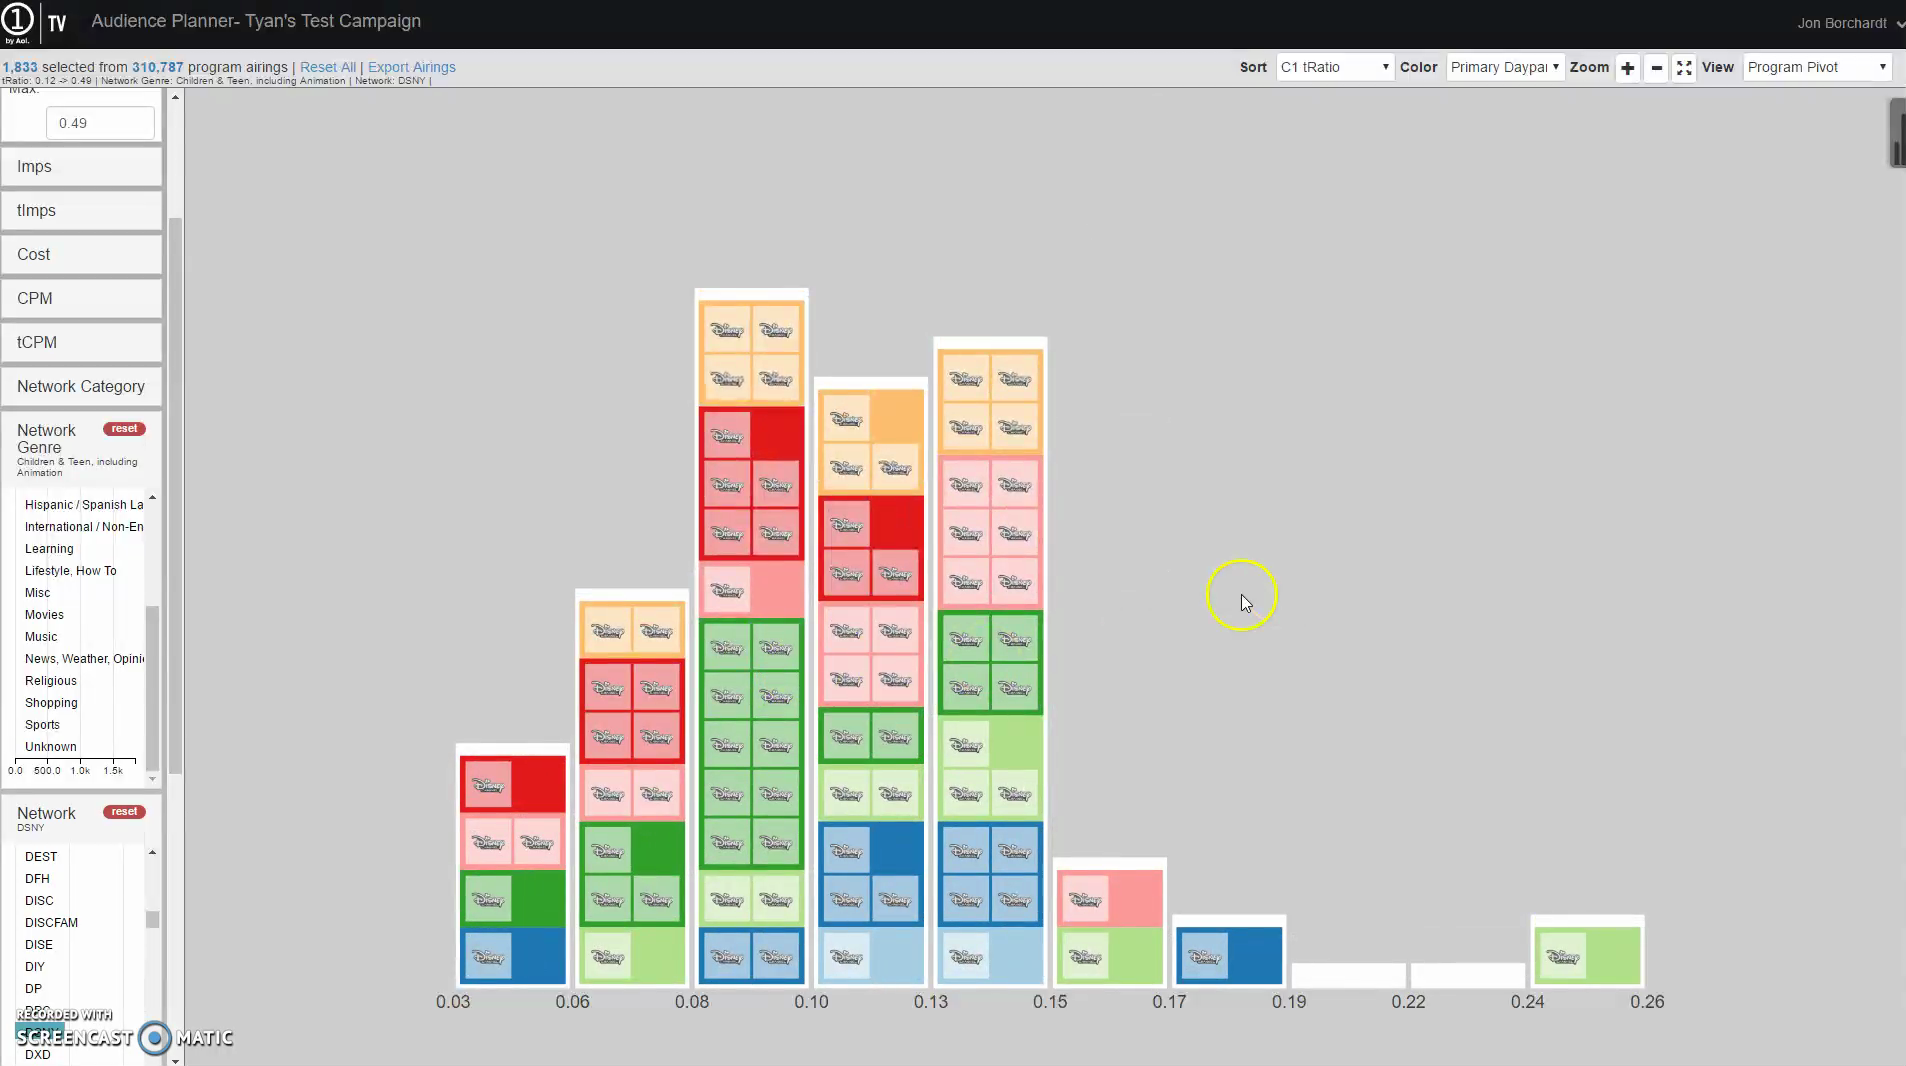 1 TV Audience Planner- Tyan's Test Campaign Jon Borchardt
by Aol.
1,833 selected from 310,787 program airings | Reset All | Export Airings
tRatio: 0.12 -> 0.49 | Network Genre: Children & Teen, including Animation | Network: DSNY |
Sort C1 tRatio Color Primary Daypar Zoom + − View Program Pivot
Max:
0.49
Imps
tImps
Cost
CPM
tCPM
Network Category
Network Genre reset
Children & Teen, including
Animation
Hispanic / Spanish La
International / Non-En
Learning
Lifestyle, How To
Misc
Movies
Music
News, Weather, Opini
Religious
Shopping
Sports
Unknown
0.0 500.0 1.0k 1.5k
Network reset
DSNY
DEST
DFH
DISC
DISCFAM
DISE
DIY
DP
DSNY
DXD
RECORDED WITH
SCREENCAST MATIC
0.03 0.06 0.08 0.10 0.13 0.15 0.17 0.19 0.22 0.24 0.26